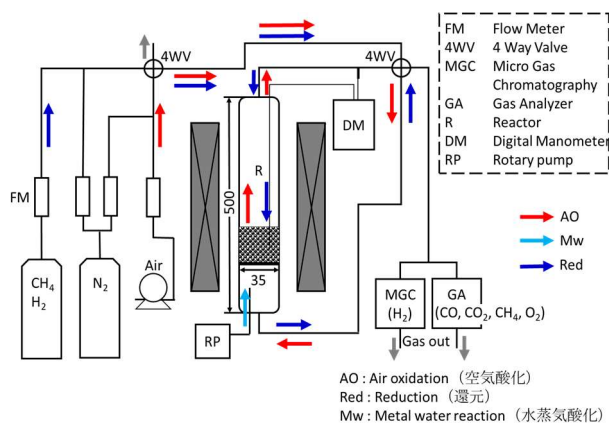 4WV
4WV
FM
CH4
H2
N2
Air
500
R
35
DM
RP
MGC
(H2)
GA
(CO, CO2, CH4, O2)
Gas out
FM Flow Meter
4WV 4 Way Valve
MGC Micro Gas
Chromatography
GA Gas Analyzer
R Reactor
DM Digital Manometer
RP Rotary pump
AO
Mw
Red
AO : Air oxidation（空気酸化）
Red : Reduction（還元）
Mw : Metal water reaction（水蒸気酸化）